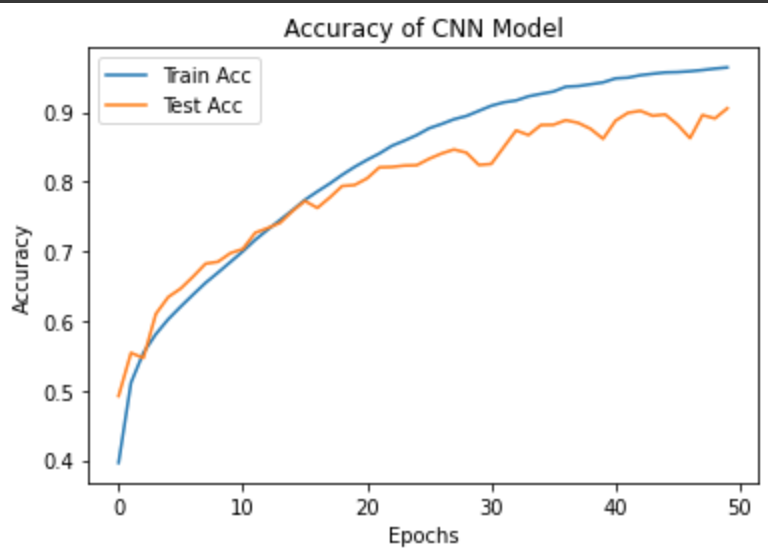 Accuracy of CNN Model
Train Acc
Test Acc
0.9
0.8
0.7
0.6
0.5
0.4
Accuracy
0 10 20 30 40 50
Epochs